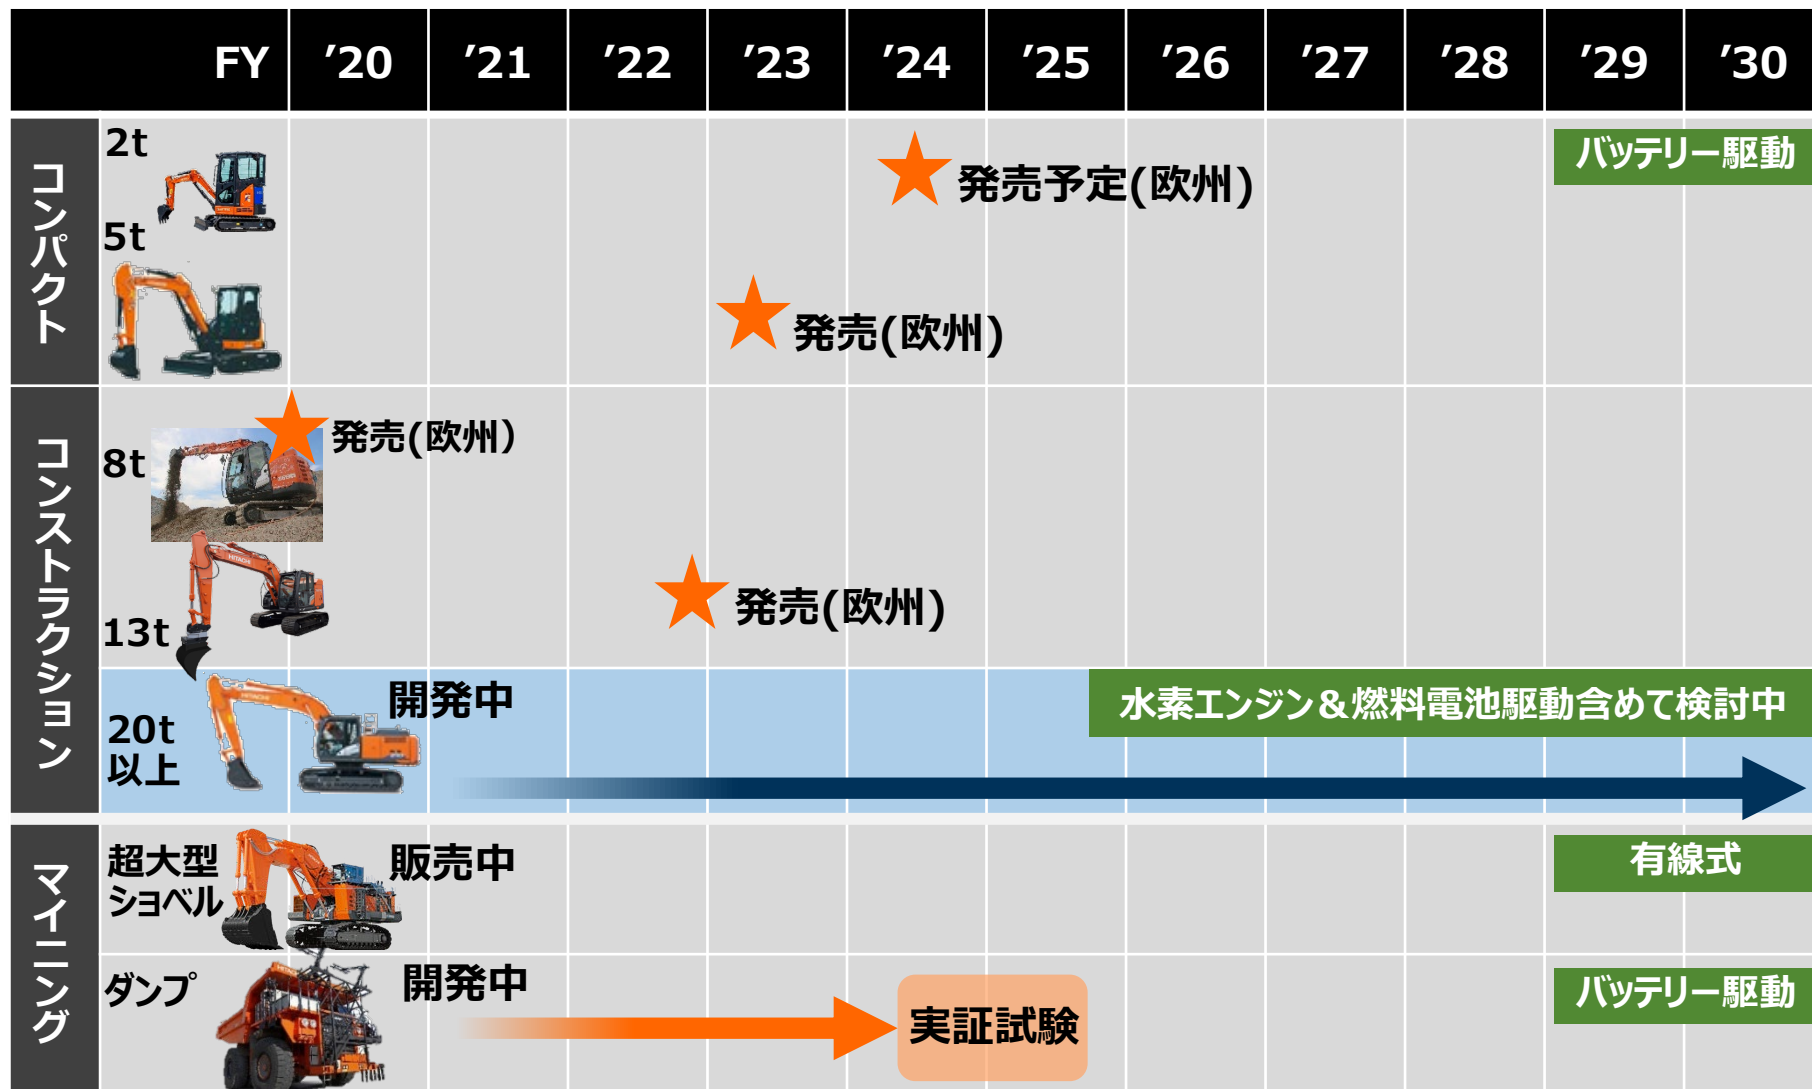 FY '20 '21 '22 '23 '24 '25 '26 '27 '28 '29 '30
コンパクト
2t
発売予定(欧州)
バッテリー駆動
5t
発売(欧州)
コンストラクション
8t
発売(欧州）
HITACHI
13t
発売(欧州)
HITACHI
20t
以上
開発中
水素エンジン＆燃料電池駆動含めて検討中
マイニング
超大型
ショベル
販売中
有線式
ダンプ
開発中
実証試験
バッテリー駆動